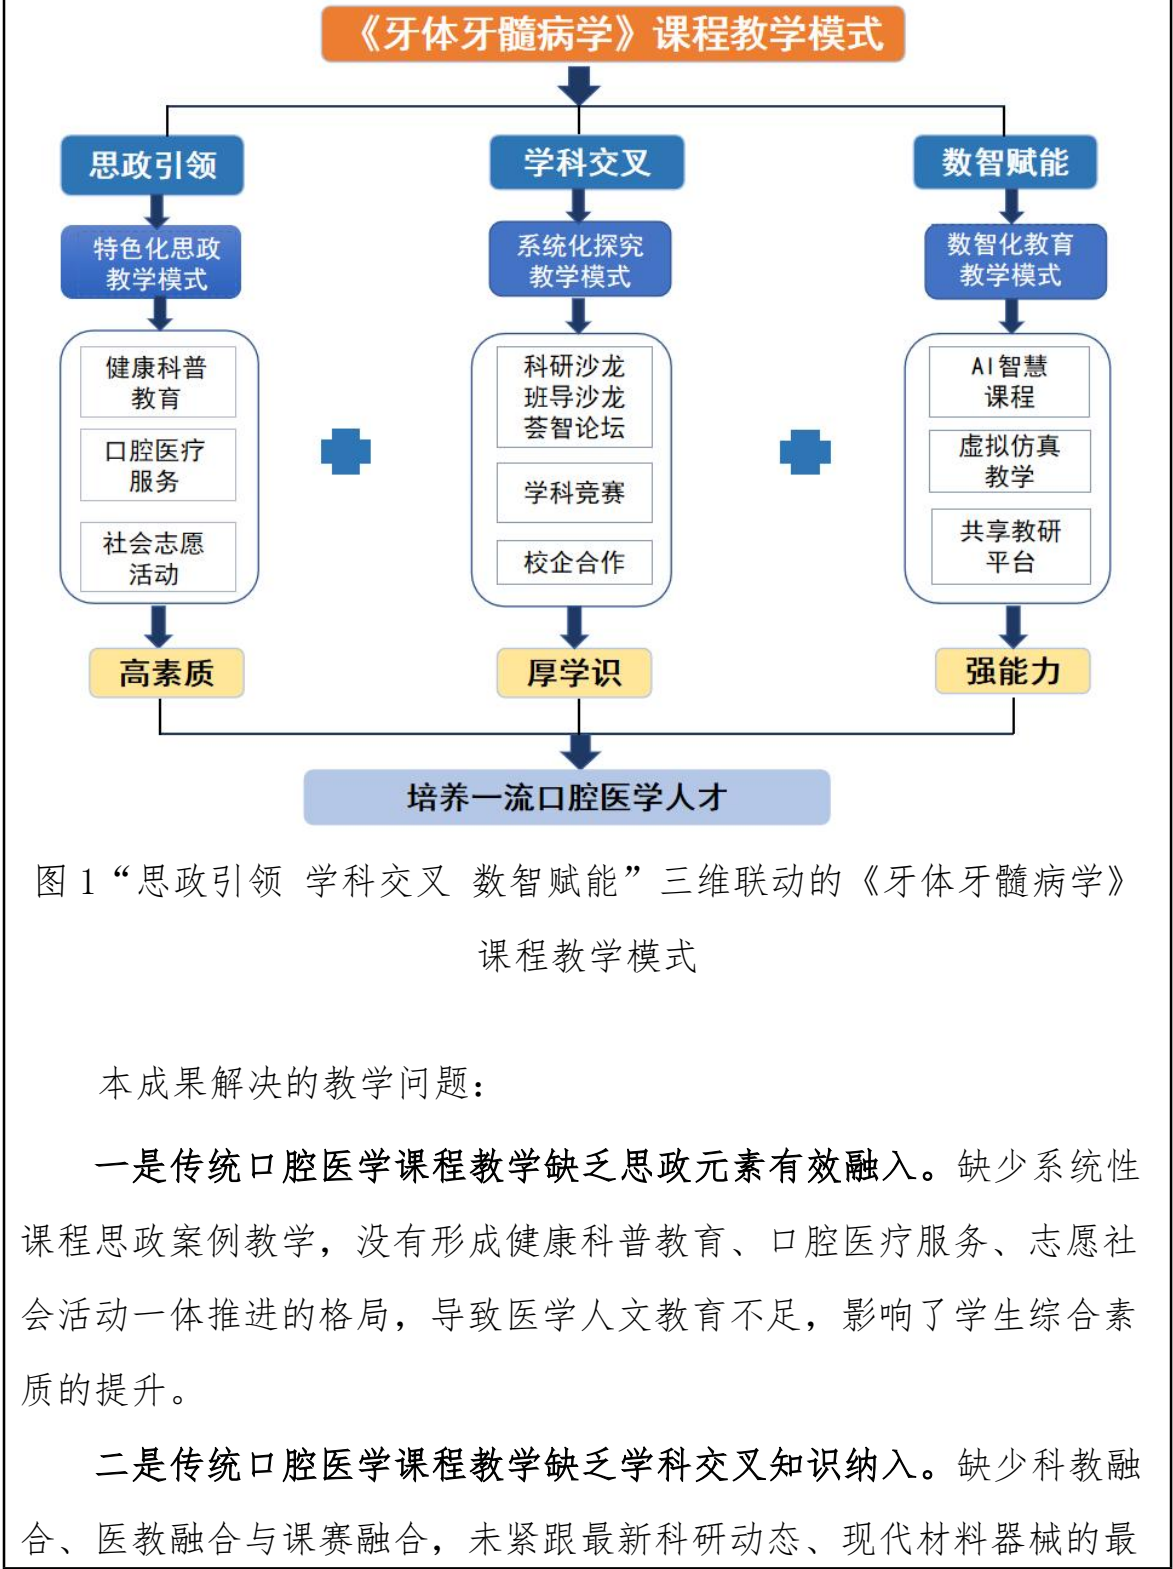 《牙体牙髓病学》课程教学模式
思政引领
学科交叉
数智赋能
特色化思政
教学模式
系统化探究
教学模式
数智化教育
教学模式
健康科普
教育
口腔医疗
服务
社会志愿
活动
科研沙龙
班导沙龙
荟智论坛
学科竞赛
校企合作
AI智慧
课程
虚拟仿真
教学
共享教研
平台
高素质
厚学识
强能力
培养一流口腔医学人才
图 1“思政引领 学科交叉 数智赋能”三维联动的《牙体牙髓病学》
课程教学模式
本成果解决的教学问题：
一是传统口腔医学课程教学缺乏思政元素有效融入。缺少系统性
课程思政案例教学，没有形成健康科普教育、口腔医疗服务、志愿社
会活动一体推进的格局，导致医学人文教育不足，影响了学生综合素
质的提升。
二是传统口腔医学课程教学缺乏学科交叉知识纳入。缺少科教融
合、医教融合与课赛融合，未紧跟最新科研动态、现代材料器械的最